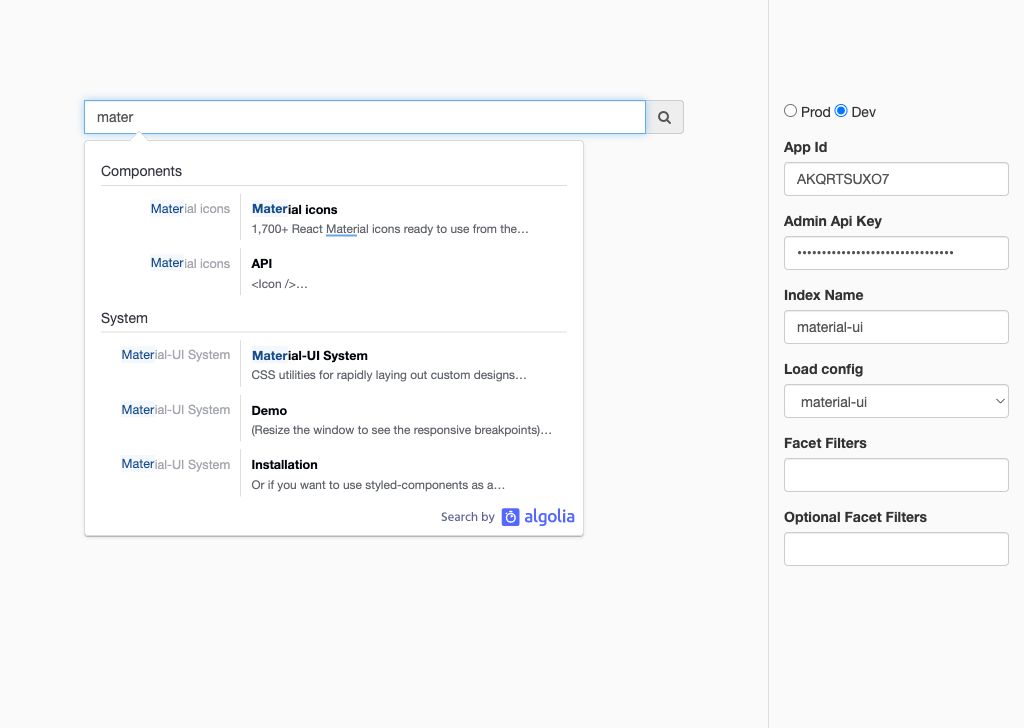 mater
Components
Material icons
Material icons
1,700+ React Material icons ready to use from the…
Material icons
API
<Icon />…
System
Material-UI System
Material-UI System
CSS utilities for rapidly laying out custom designs…
Material-UI System
Demo
(Resize the window to see the responsive breakpoints)…
Material-UI System
Installation
Or if you want to use styled-components as a…
Search by algolia
Prod Dev
App Id
AKQRTSUXO7
Admin Api Key
••••••••••••••••••••••••••••••••
Index Name
material-ui
Load config
material-ui
Facet Filters
Optional Facet Filters